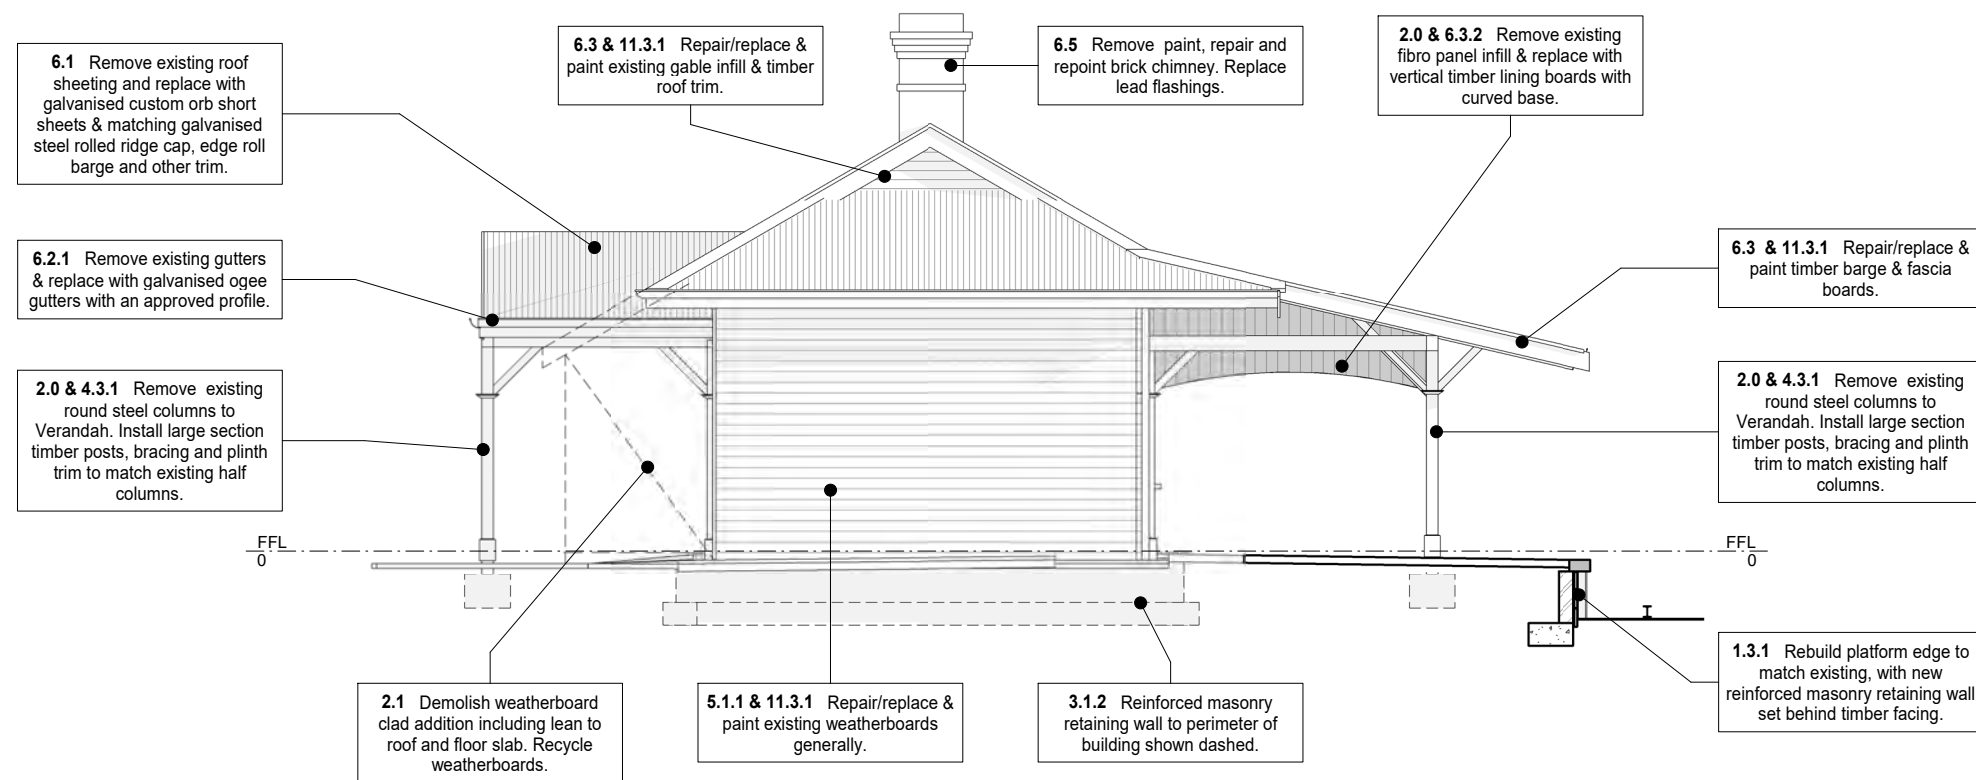 6.1 Remove existing roof
sheeting and replace with
galvanised custom orb short
sheets & matching galvanised
steel rolled ridge cap, edge roll
barge and other trim.
6.3 & 11.3.1 Repair/replace &
paint existing gable infill & timber
roof trim.
6.5 Remove paint, repair and
repoint brick chimney. Replace
lead flashings.
2.0 & 6.3.2 Remove existing
fibro panel infill & replace with
vertical timber lining boards with
curved base.
6.2.1 Remove existing gutters
& replace with galvanised ogee
gutters with an approved profile.
6.3 & 11.3.1 Repair/replace &
paint timber barge & fascia
boards.
2.0 & 4.3.1 Remove existing
round steel columns to
Verandah. Install large section
timber posts, bracing and plinth
trim to match existing half
columns.
2.0 & 4.3.1 Remove existing
round steel columns to
Verandah. Install large section
timber posts, bracing and plinth
trim to match existing half
columns.
FFL
0
FFL
0
2.1 Demolish weatherboard
clad addition including lean to
roof and floor slab. Recycle
weatherboards.
5.1.1 & 11.3.1 Repair/replace &
paint existing weatherboards
generally.
3.1.2 Reinforced masonry
retaining wall to perimeter of
building shown dashed.
1.3.1 Rebuild platform edge to
match existing, with new
reinforced masonry retaining wall
set behind timber facing.